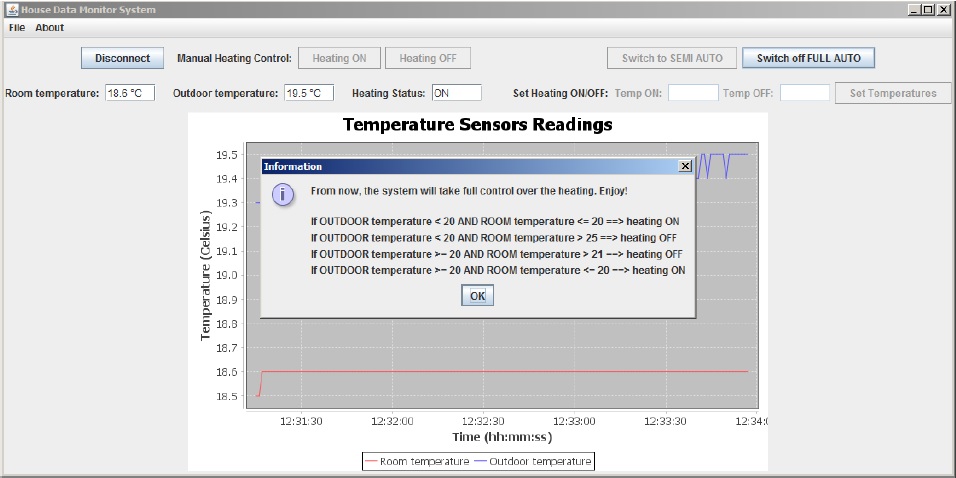 House Data Monitor System
File About
Disconnect Manual Heating Control: Heating ON Heating OFF Switch to SEMI AUTO Switch off FULL AUTO
Room temperature: 18.6 °C Outdoor temperature: 19.5 °C Heating Status: ON Set Heating ON/OFF: Temp ON: Temp OFF: Set Temperatures
Temperature Sensors Readings
Information
From now, the system will take full control over the heating. Enjoy!
If OUTDOOR temperature < 20 AND ROOM temperature <= 20 ==> heating ON
If OUTDOOR temperature < 20 AND ROOM temperature > 25 ==> heating OFF
If OUTDOOR temperature >= 20 AND ROOM temperature > 21 ==> heating OFF
If OUTDOOR temperature >= 20 AND ROOM temperature <= 20 ==> heating ON
OK
Temperature (Celsius)
19.5
19.4
19.3
19.2
19.1
19.0
18.9
18.8
18.7
18.6
18.5
12:31:30 12:32:00 12:32:30 12:33:00 12:33:30 12:34:0
Time (hh:mm:ss)
Room temperature Outdoor temperature